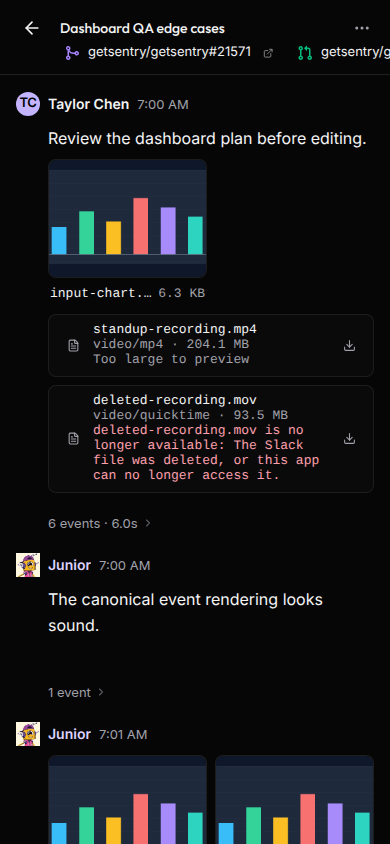 Dashboard QA edge cases
getsentry/getsentry#21571 getsentry/g
TC Taylor Chen 7:00 AM
Review the dashboard plan before editing.
input-chart.… 6.3 KB
standup-recording.mp4
video/mp4 · 204.1 MB
Too large to preview
deleted-recording.mov
video/quicktime · 93.5 MB
deleted-recording.mov is no
longer available: The Slack
file was deleted, or this app
can no longer access it.
6 events · 6.0s
Junior 7:00 AM
The canonical event rendering looks
sound.
1 event
Junior 7:01 AM